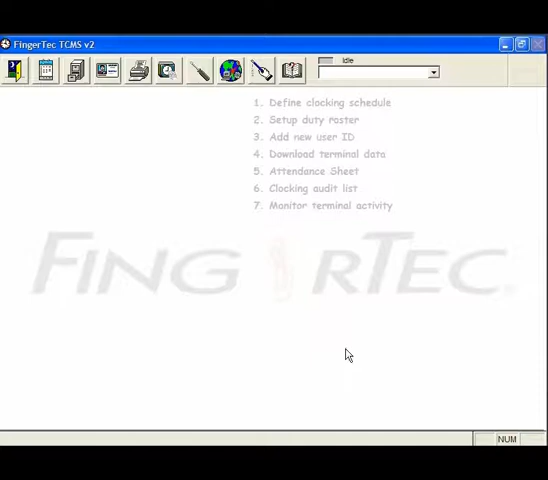 FingerTec TCMS v2
Idle
1. Define clocking schedule
2. Setup duty roster
3. Add new user ID
4. Download terminal data
5. Attendance Sheet
6. Clocking audit list
7. Monitor terminal activity
FINGERTEC
NUM